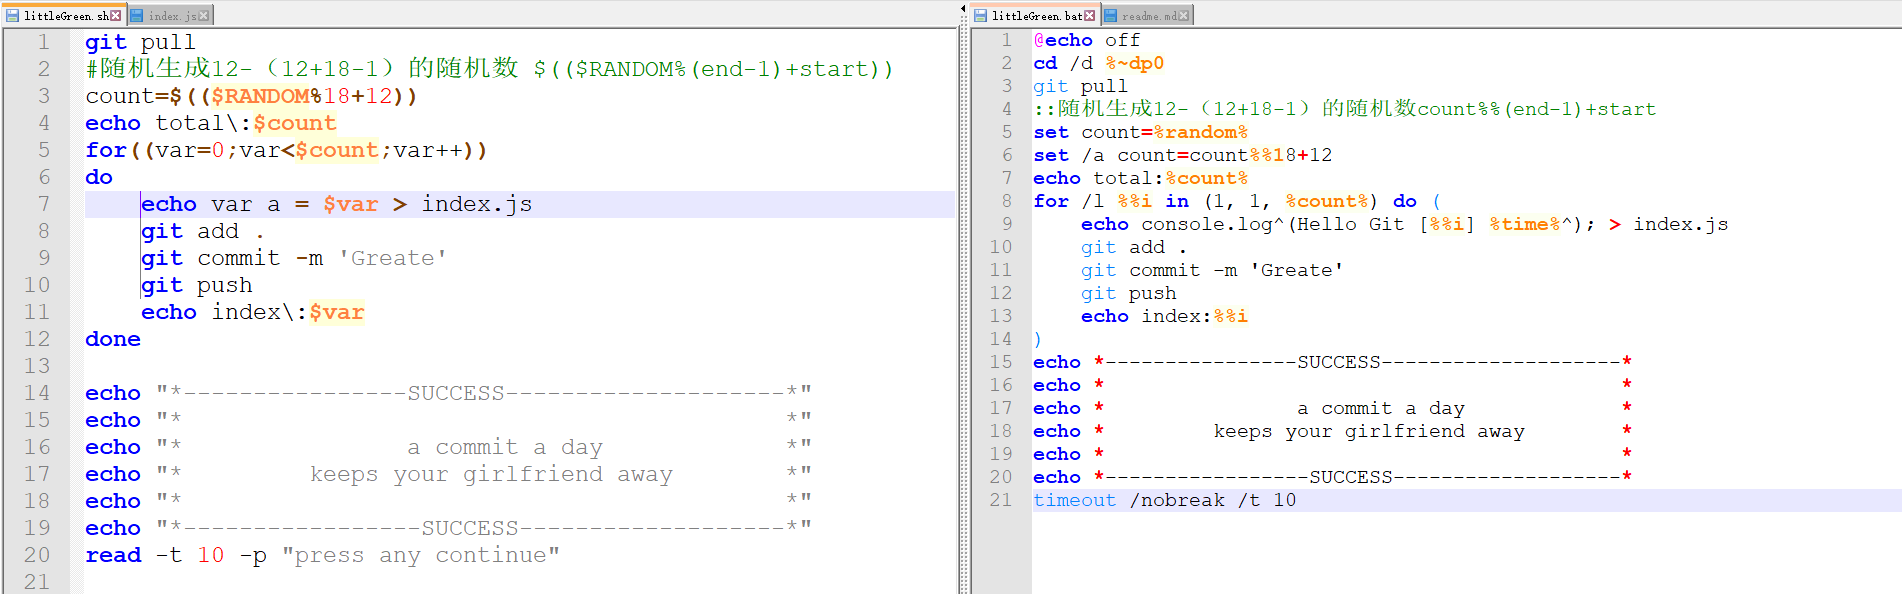 littleGreen.sh index.js
1 git pull
2 #随机生成12-（12+18-1）的随机数 $(($RANDOM%(end-1)+start))
3 count=$(($RANDOM%18+12))
4 echo total\:$count
5 for((var=0;var<$count;var++))
6 do
7 echo var a = $var > index.js
8 git add .
9 git commit -m 'Greate'
10 git push
11 echo index\:$var
12 done
13
14 echo "*----------------SUCCESS--------------------*"
15 echo "* *"
16 echo "* a commit a day *"
17 echo "* keeps your girlfriend away *"
18 echo "* *"
19 echo "*-----------------SUCCESS-------------------*"
20 read -t 10 -p "press any continue"
21
littleGreen.bat readme.md
1 @echo off
2 cd /d %~dp0
3 git pull
4 ::随机生成12-（12+18-1）的随机数count%%(end-1)+start
5 set count=%random%
6 set /a count=count%%18+12
7 echo total:%count%
8 for /l %%i in (1, 1, %count%) do (
9 echo console.log^(Hello Git [%%i] %time%^); > index.js
10 git add .
11 git commit -m 'Greate'
12 git push
13 echo index:%%i
14 )
15 echo *----------------SUCCESS--------------------*
16 echo * *
17 echo * a commit a day *
18 echo * keeps your girlfriend away *
19 echo * *
20 echo *-----------------SUCCESS-------------------*
21 timeout /nobreak /t 10